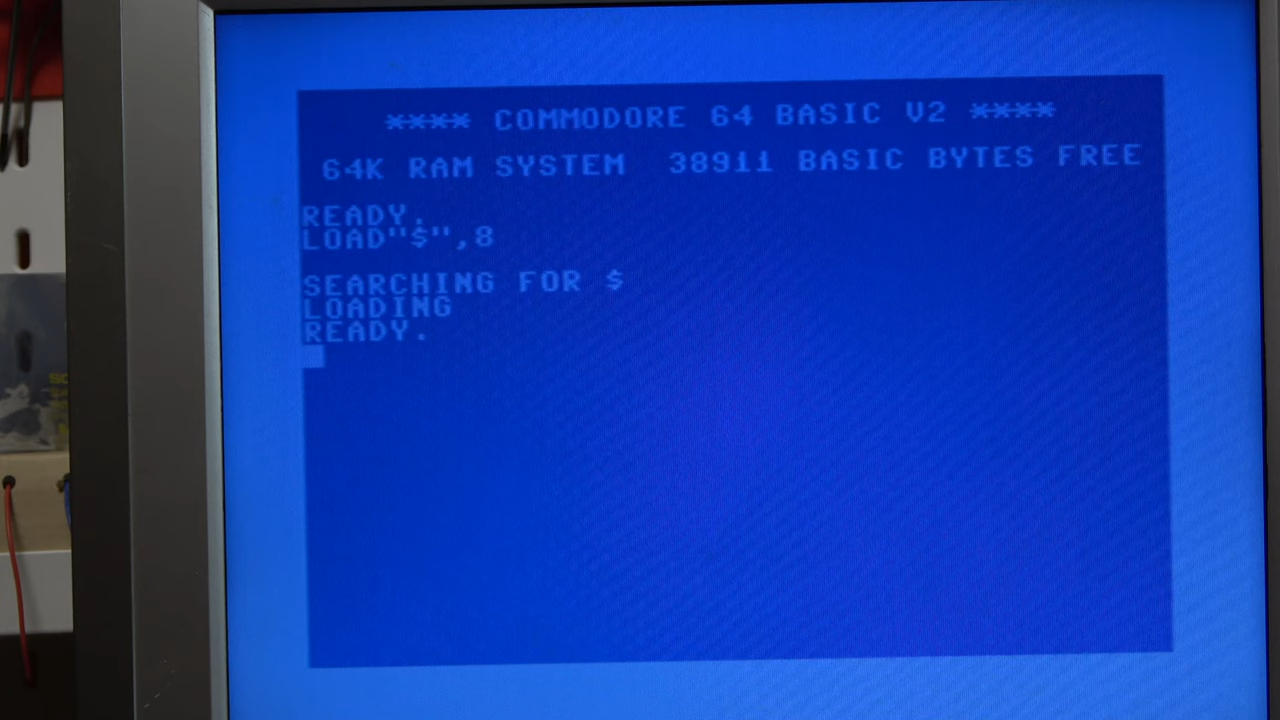 **** COMMODORE 64 BASIC V2 ****
64K RAM SYSTEM  38911 BASIC BYTES FREE
READY.
LOAD"$",8
SEARCHING FOR $
LOADING
READY.